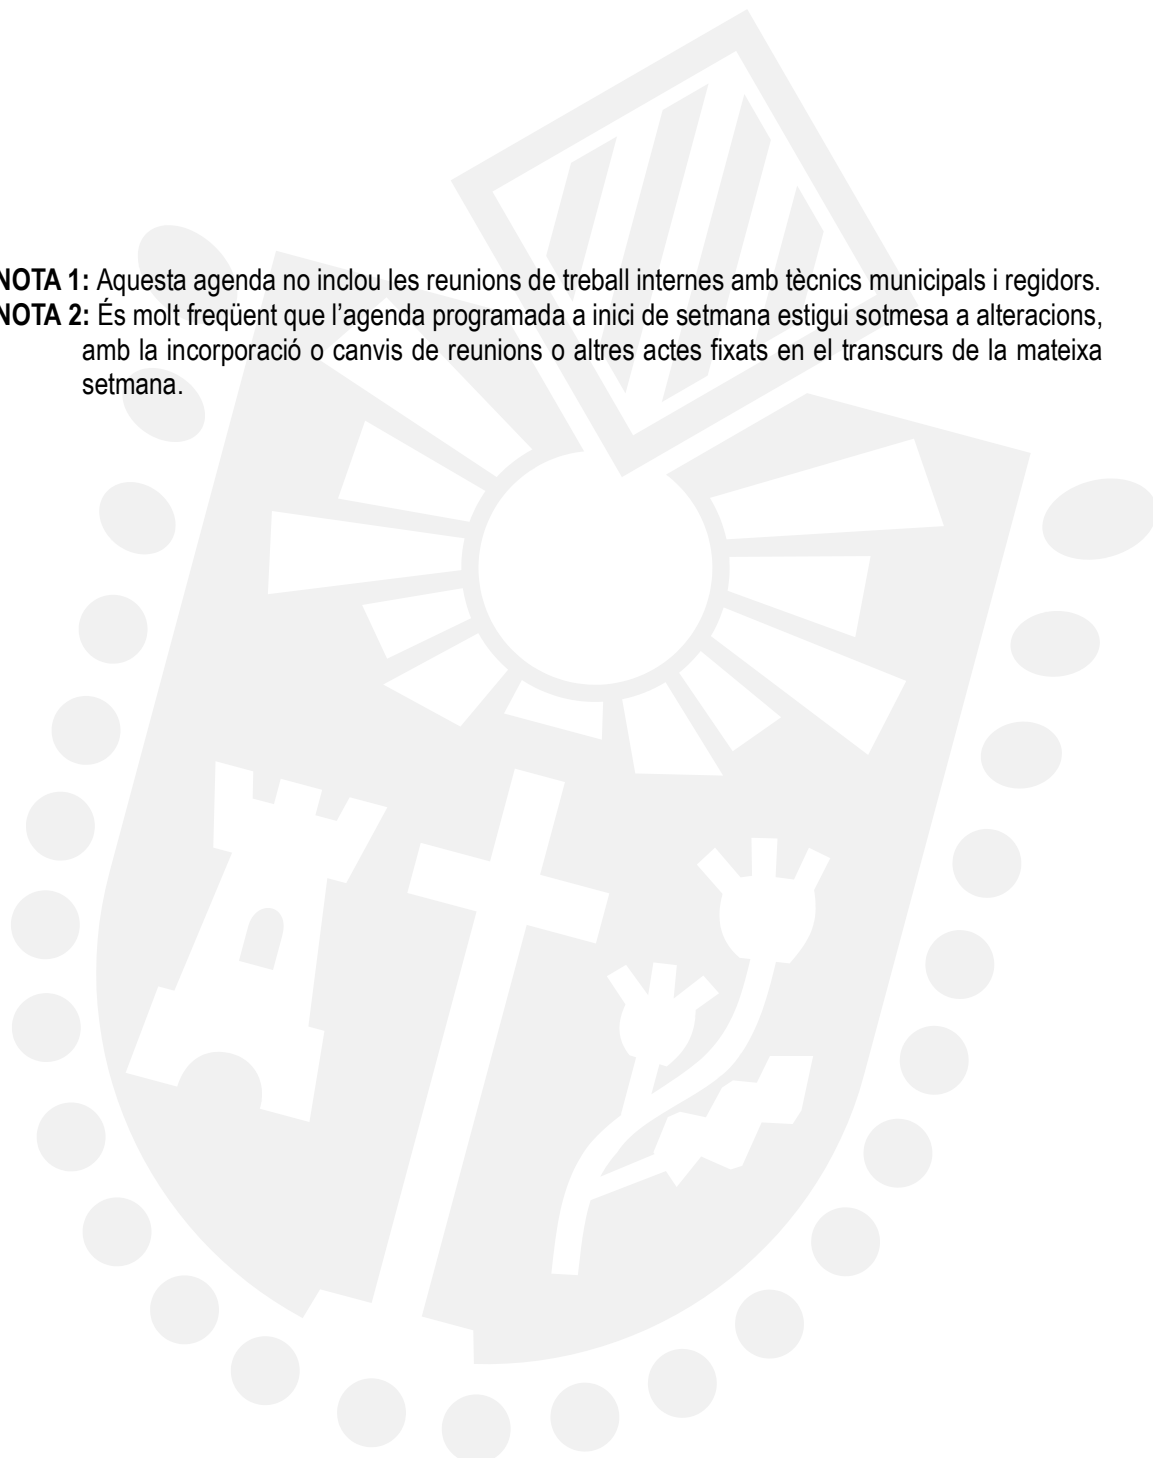 NOTA 1: Aquesta agenda no inclou les reunions de treball internes amb tècnics municipals i regidors.
NOTA 2: És molt freqüent que l’agenda programada a inici de setmana estigui sotmesa a alteracions,
amb la incorporació o canvis de reunions o altres actes fixats en el transcurs de la mateixa
setmana.